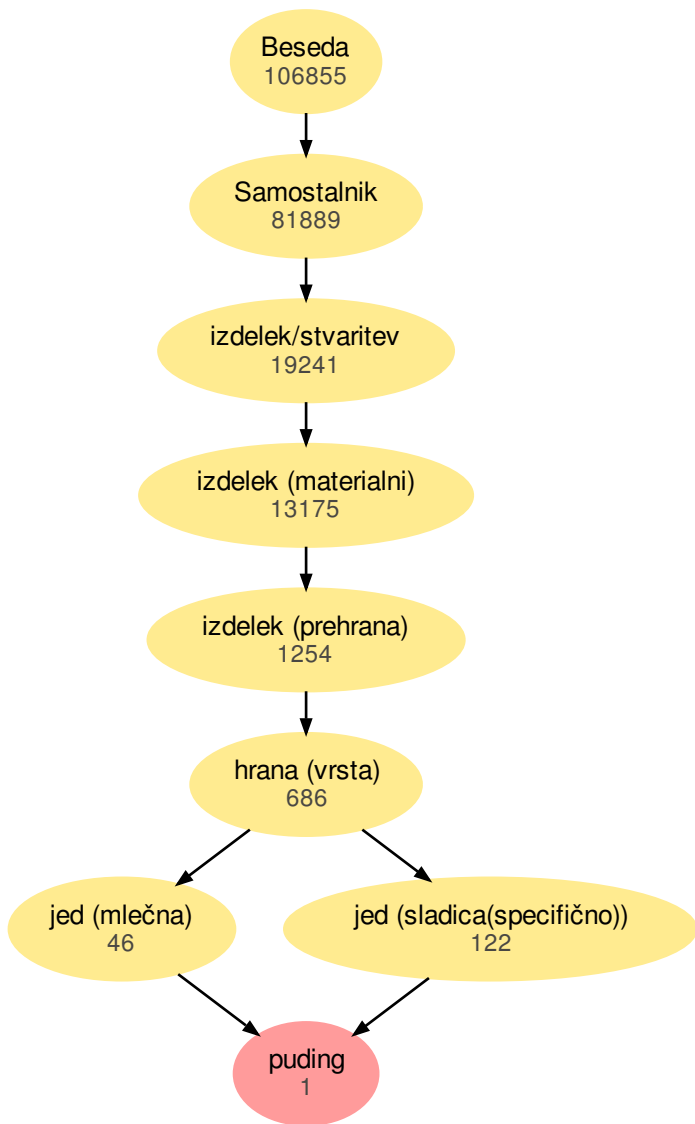 Beseda
106855
Samostalnik
81889
izdelek/stvaritev
19241
izdelek (materialni)
13175
izdelek (prehrana)
1254
hrana (vrsta)
686
jed (mlečna)
46
jed (sladica(specifično))
122
puding
1